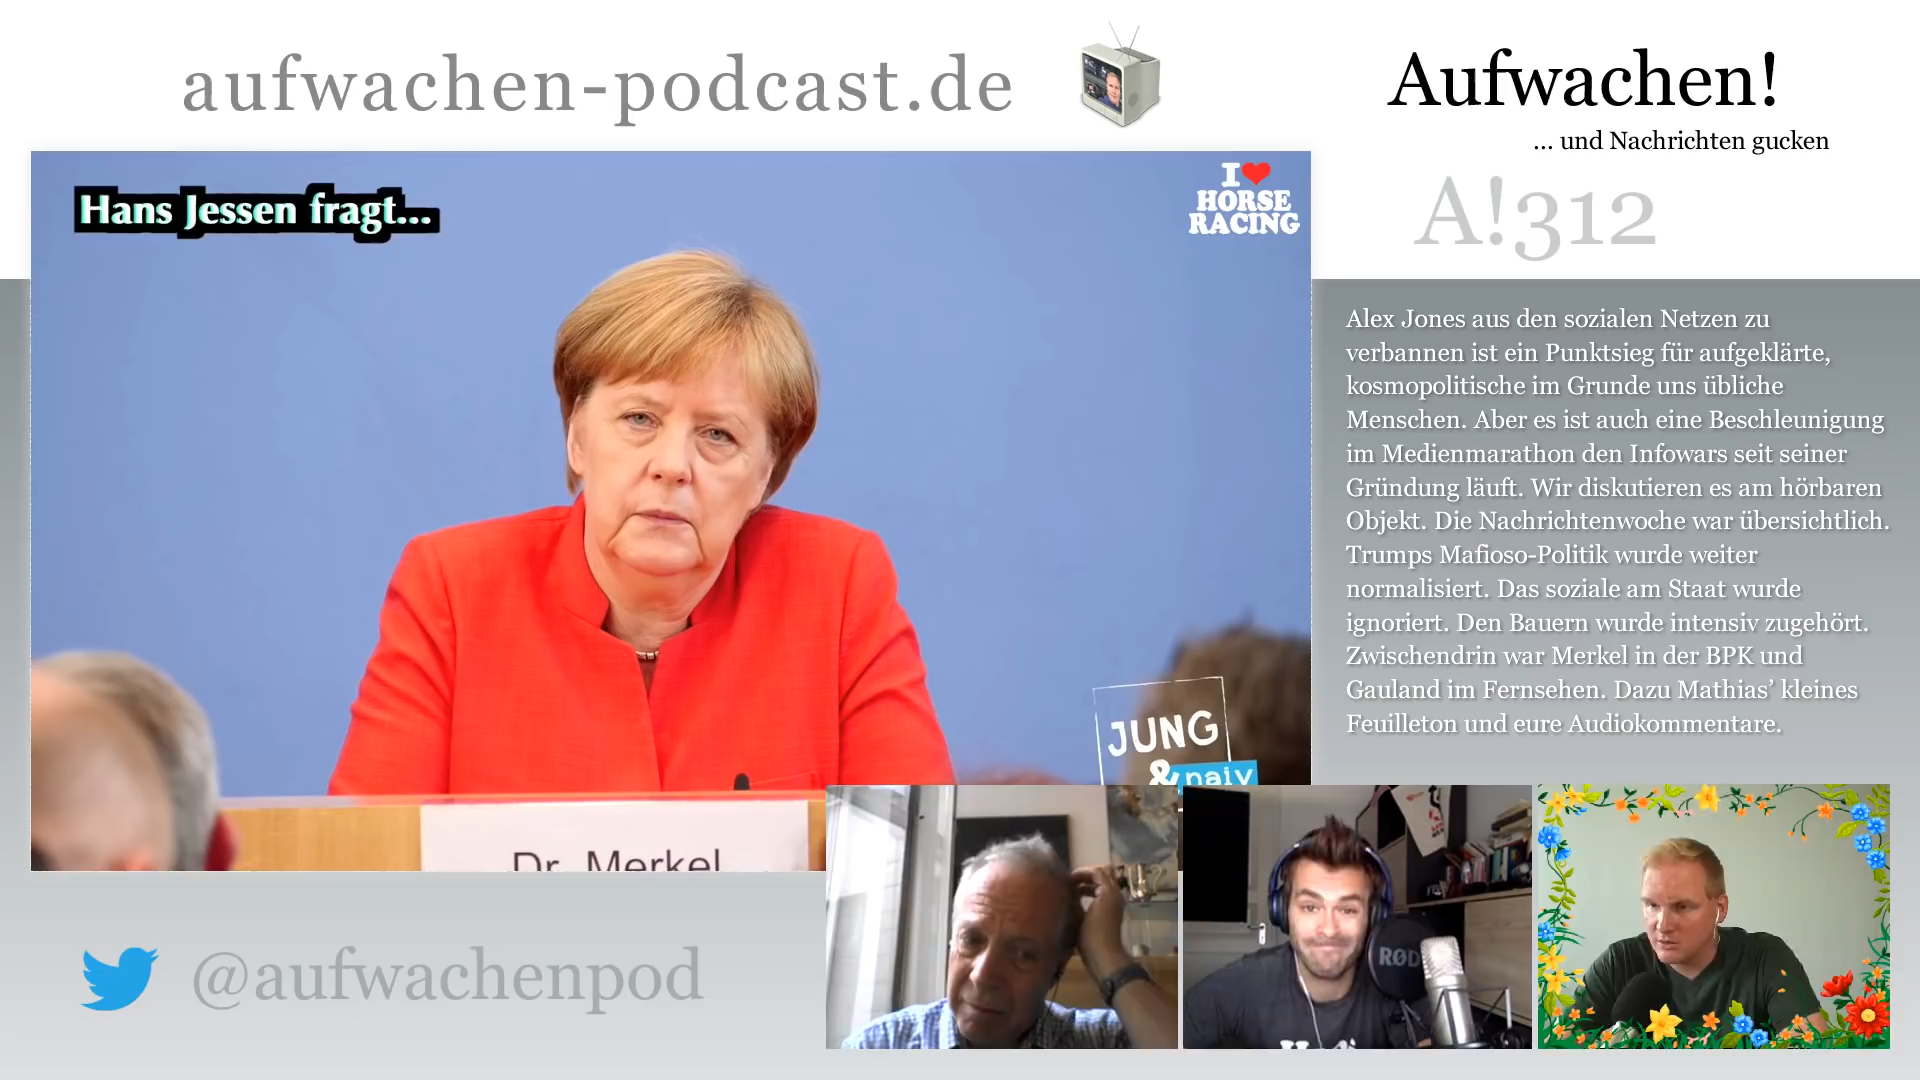 aufwachen-podcast.de
Aufwachen!
... und Nachrichten gucken
A!312
Hans Jessen fragt...
I
HORSE
RACING
Alex Jones aus den sozialen Netzen zu
verbannen ist ein Punktsieg für aufgeklärte,
kosmopolitische im Grunde uns übliche
Menschen. Aber es ist auch eine Beschleunigung
im Medienmarathon den Infowars seit seiner
Gründung läuft. Wir diskutieren es am hörbaren
Objekt. Die Nachrichtenwoche war übersichtlich.
Trumps Mafioso-Politik wurde weiter
normalisiert. Das soziale am Staat wurde
ignoriert. Den Bauern wurde intensiv zugehört.
Zwischendrin war Merkel in der BPK und
Gauland im Fernsehen. Dazu Mathias’ kleines
Feuilleton und eure Audiokommentare.
JUNG
& naiv
Dr. Merkel
RØDE
@aufwachenpod